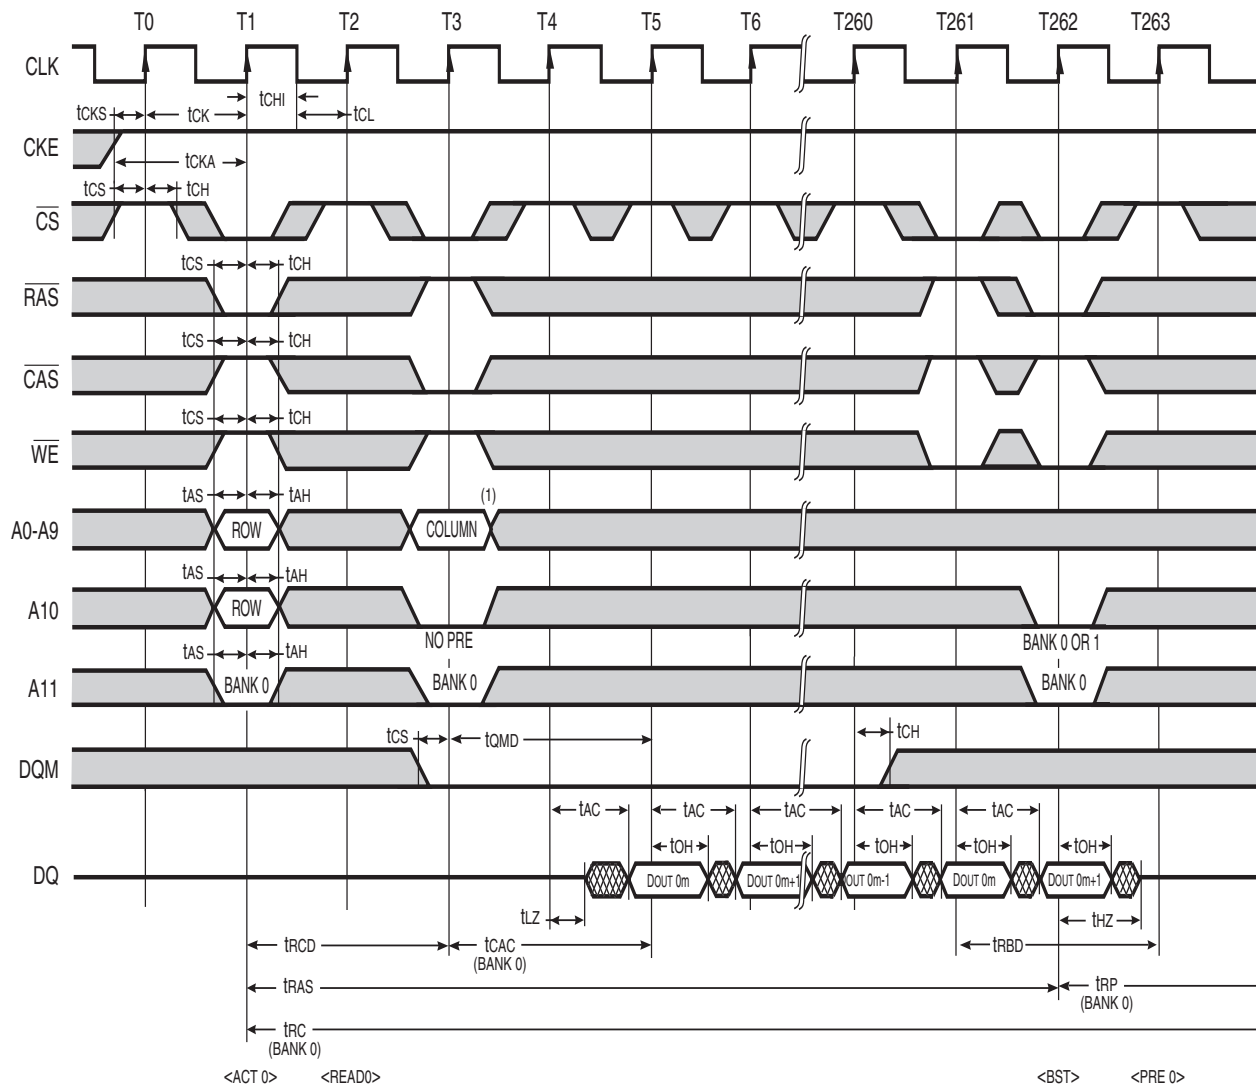 T0 T1 T2 T3 T4 T5 T6 T260 T261 T262 T263
CLK
tCHI
tCKS tCK tCL
CKE
tCKA
tCS tCH
CS
tCS tCH
RAS
tCS tCH
CAS
tCS tCH
WE
tAS tAH
(1)
A0-A9 ROW COLUMN
tAS tAH
A10 ROW
NO PRE BANK 0 OR 1
tAS tAH
A11 BANK 0 BANK 0 BANK 0
tCS tQMD tCH
DQM
tAC tAC tAC tAC tAC
tOH tOH tOH tOH tOH
DQ DOUT 0m DOUT 0m+1 OUT 0m-1 DOUT 0m DOUT 0m+1
tLZ tHZ
tRCD tCAC tRBD
(BANK 0)
tRAS tRP
(BANK 0)
tRC
(BANK 0)
<ACT 0> <READ0> <BST> <PRE 0>